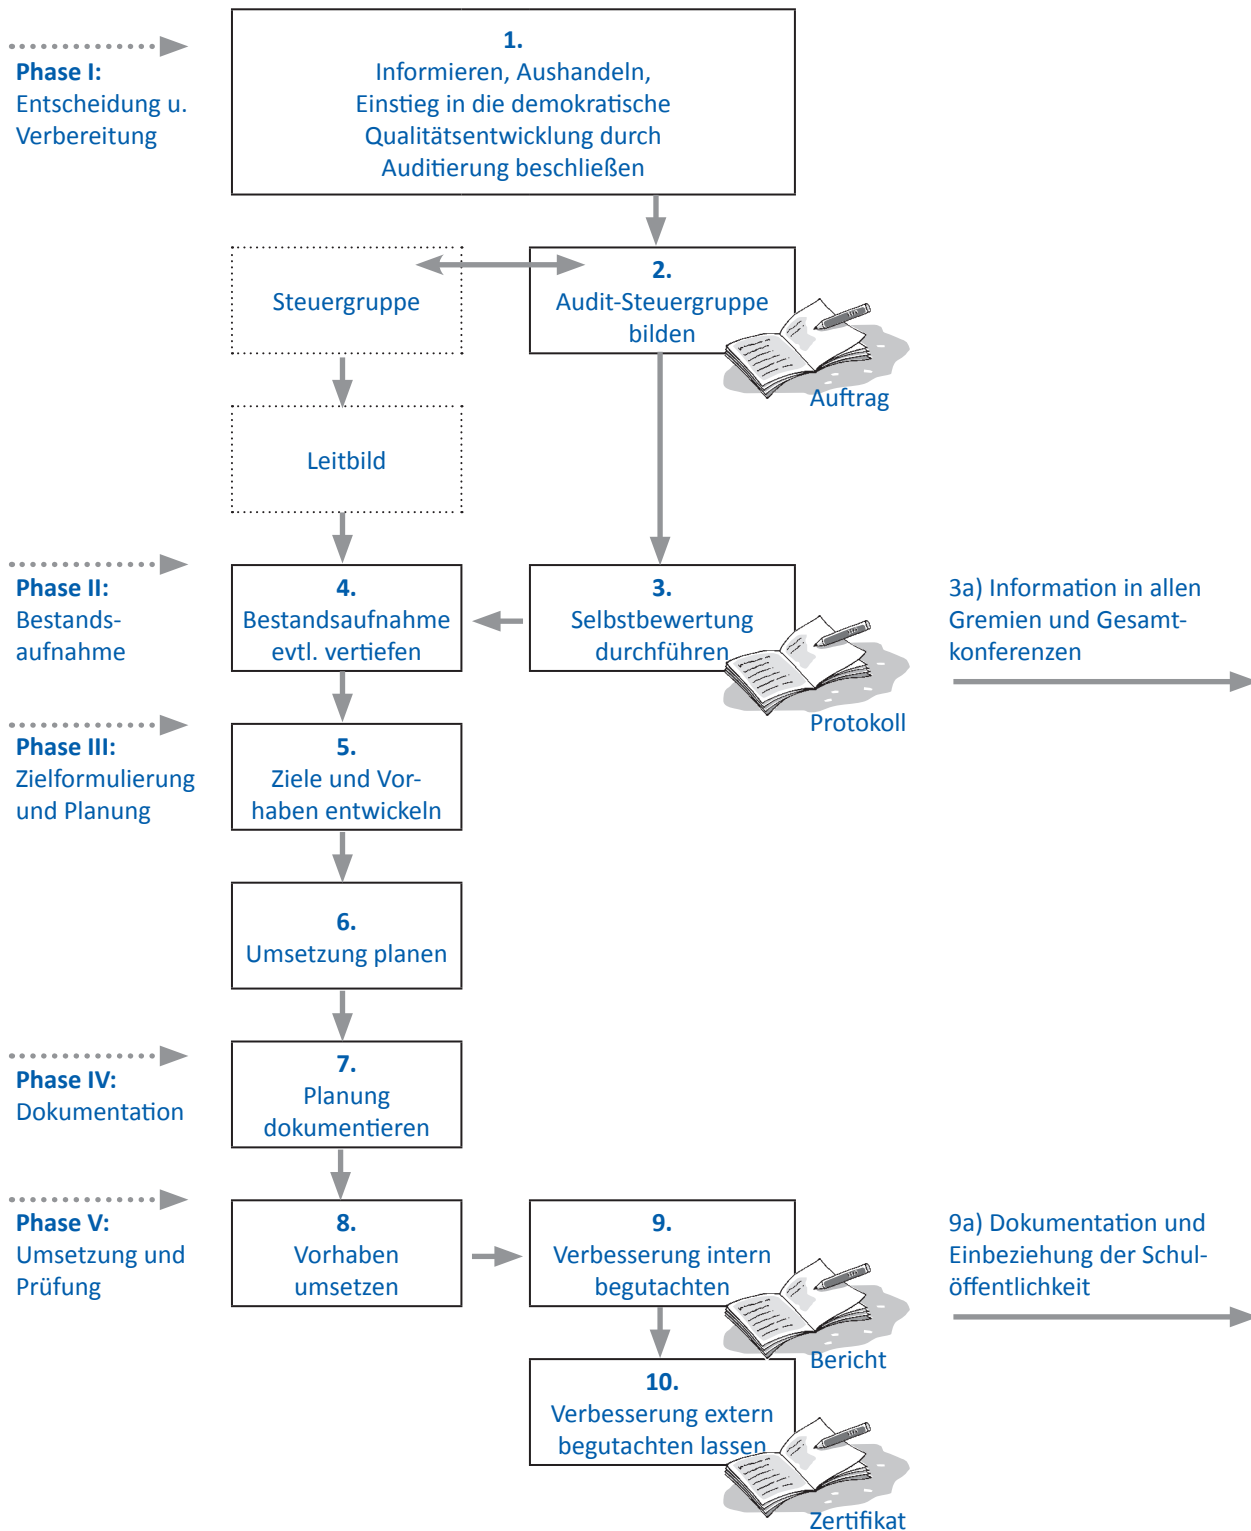 1.
Informieren, Aushandeln,
Einstieg in die demokratische
Qualitätsentwicklung durch
Auditierung beschließen
Phase I:
Entscheidung u.
Verbereitung
Steuergruppe
2.
Audit-Steuergruppe
bilden
Auftrag
Leitbild
Phase II:
Bestands-
aufnahme
4.
Bestandsaufnahme
evtl. vertiefen
3.
Selbstbewertung
durchführen
Protokoll
3a) Information in allen
Gremien und Gesamt-
konferenzen
Phase III:
Zielformulierung
und Planung
5.
Ziele und Vor-
haben entwickeln
6.
Umsetzung planen
Phase IV:
Dokumentation
7.
Planung
dokumentieren
Phase V:
Umsetzung und
Prüfung
8.
Vorhaben
umsetzen
9.
Verbesserung intern
begutachten
Bericht
9a) Dokumentation und
Einbeziehung der Schul-
öffentlichkeit
10.
Verbesserung extern
begutachten lassen
Zertifikat